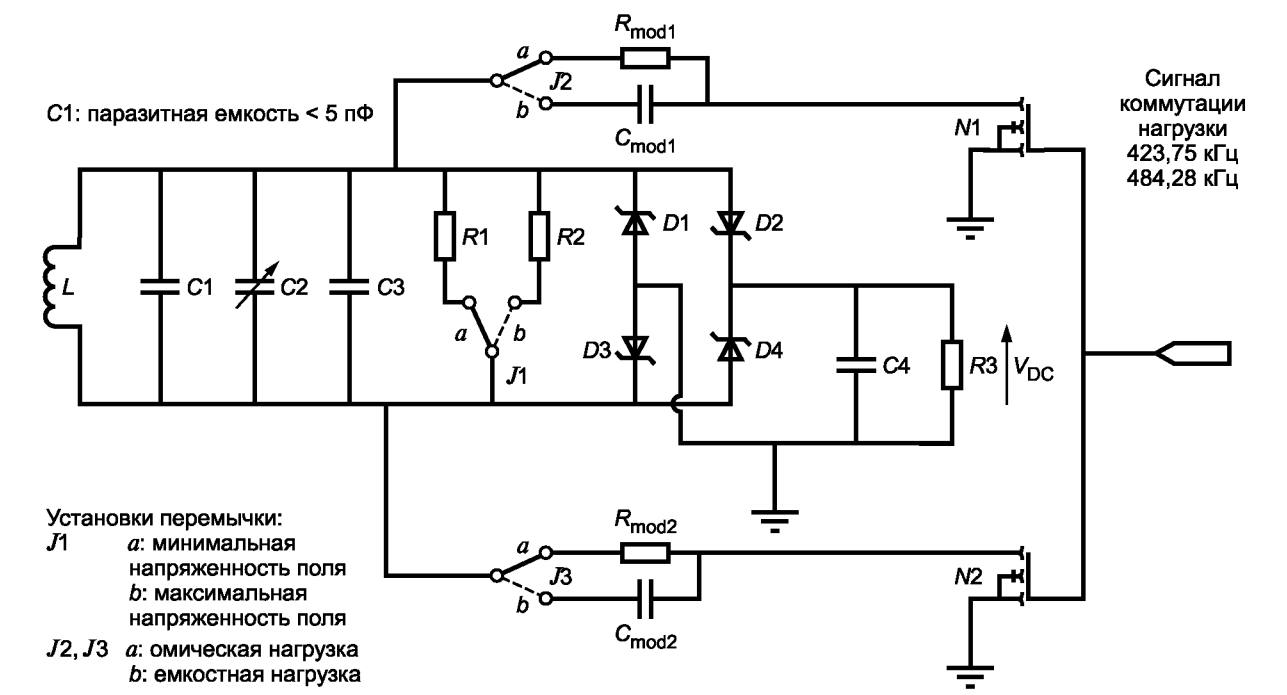 Rmod1
a
J2
b
Cmod1
C1: паразитная емкость < 5 пФ
Сигнал
коммутации
нагрузки
423,75 кГц
484,28 кГц
N1
R1
R2
D1
D2
L
C1
C2
C3
a
b
J1
D3
D4
C4
R3
VDC
Установки перемычки:
J1 a: минимальная
напряженность поля
b: максимальная
напряженность поля
J2, J3 a: омическая нагрузка
b: емкостная нагрузка
Rmod2
a
J3
b
Cmod2
N2